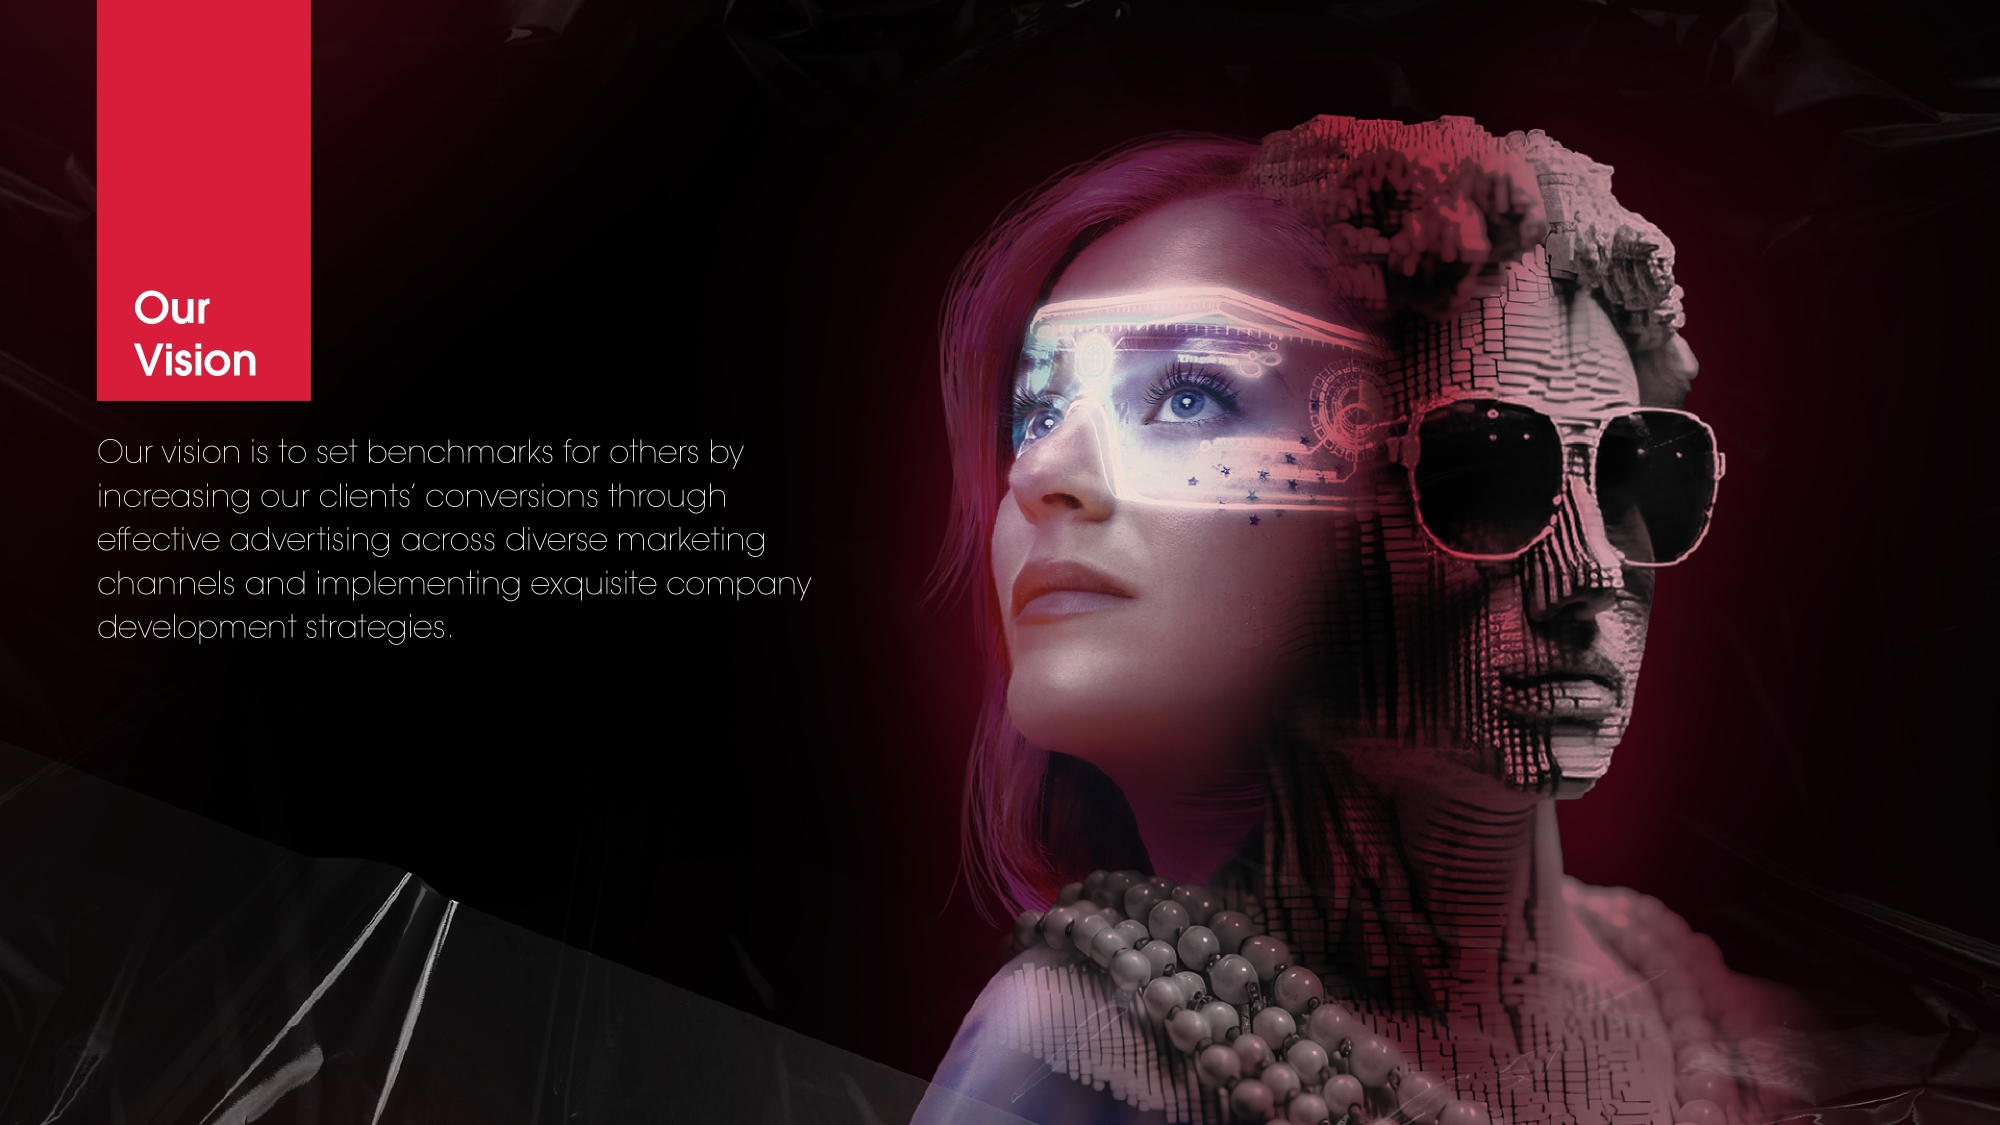 Our
Vision
Our vision is to set benchmarks for others by
increasing our clients’ conversions through
effective advertising across diverse marketing
channels and implementing exquisite company
development strategies.